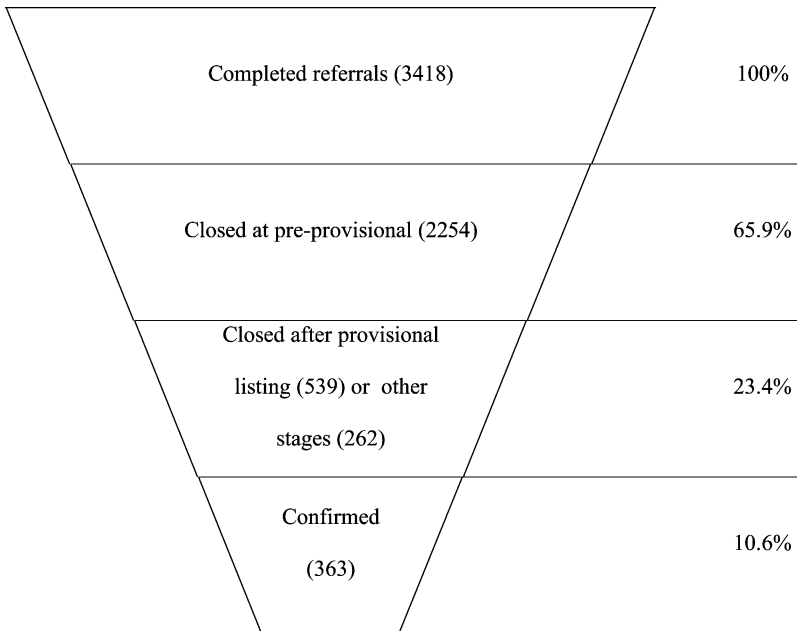 Completed referrals (3418)
100%
Closed at pre-provisional (2254)
65.9%
Closed after provisional
listing (539) or other
stages (262)
23.4%
Confirmed
(363)
10.6%